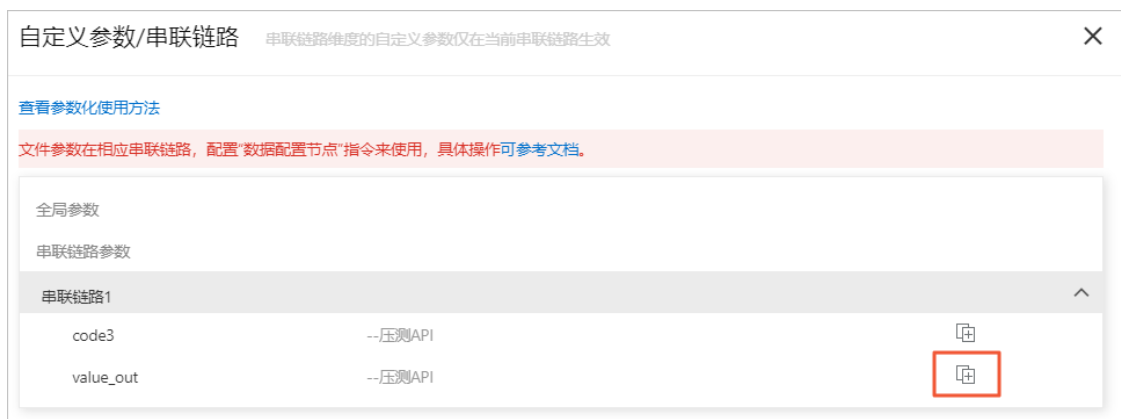 自定义参数/串联链路 串联链路维度的自定义参数仅在当前串联链路生效
查看参数化使用方法
文件参数在相应串联链路，配置“数据配置节点”指令来使用，具体操作可参考文档。
全局参数
串联链路参数
串联链路1
code3 --压测API
value_out --压测API